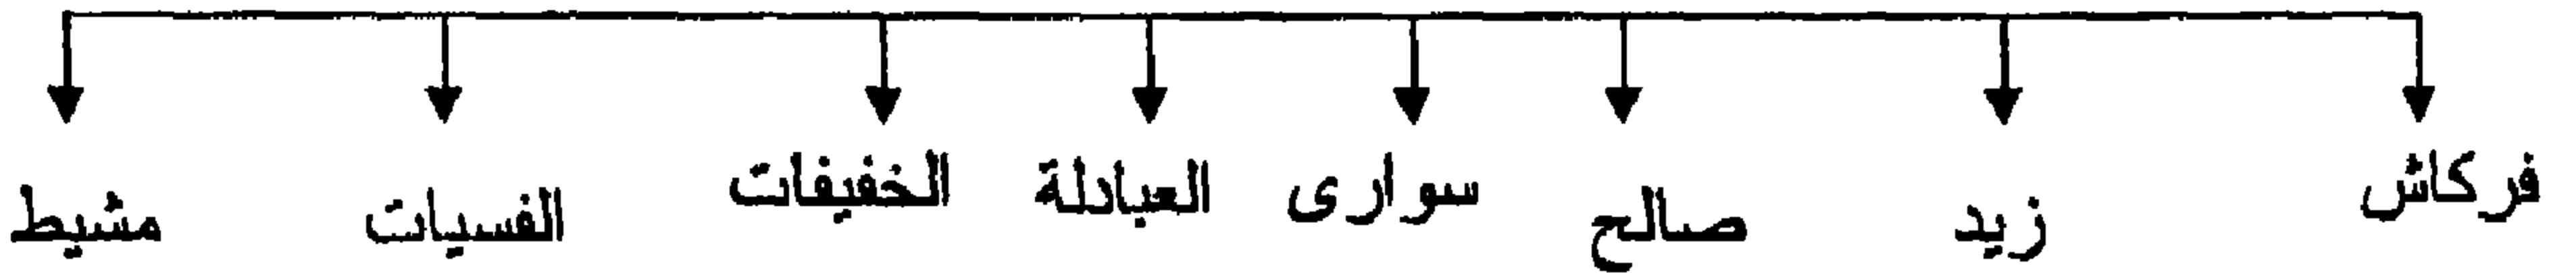 فركاش
زيد
صالح
سوارى
العبادلة
الخفيفات
الفسيات
مشيط